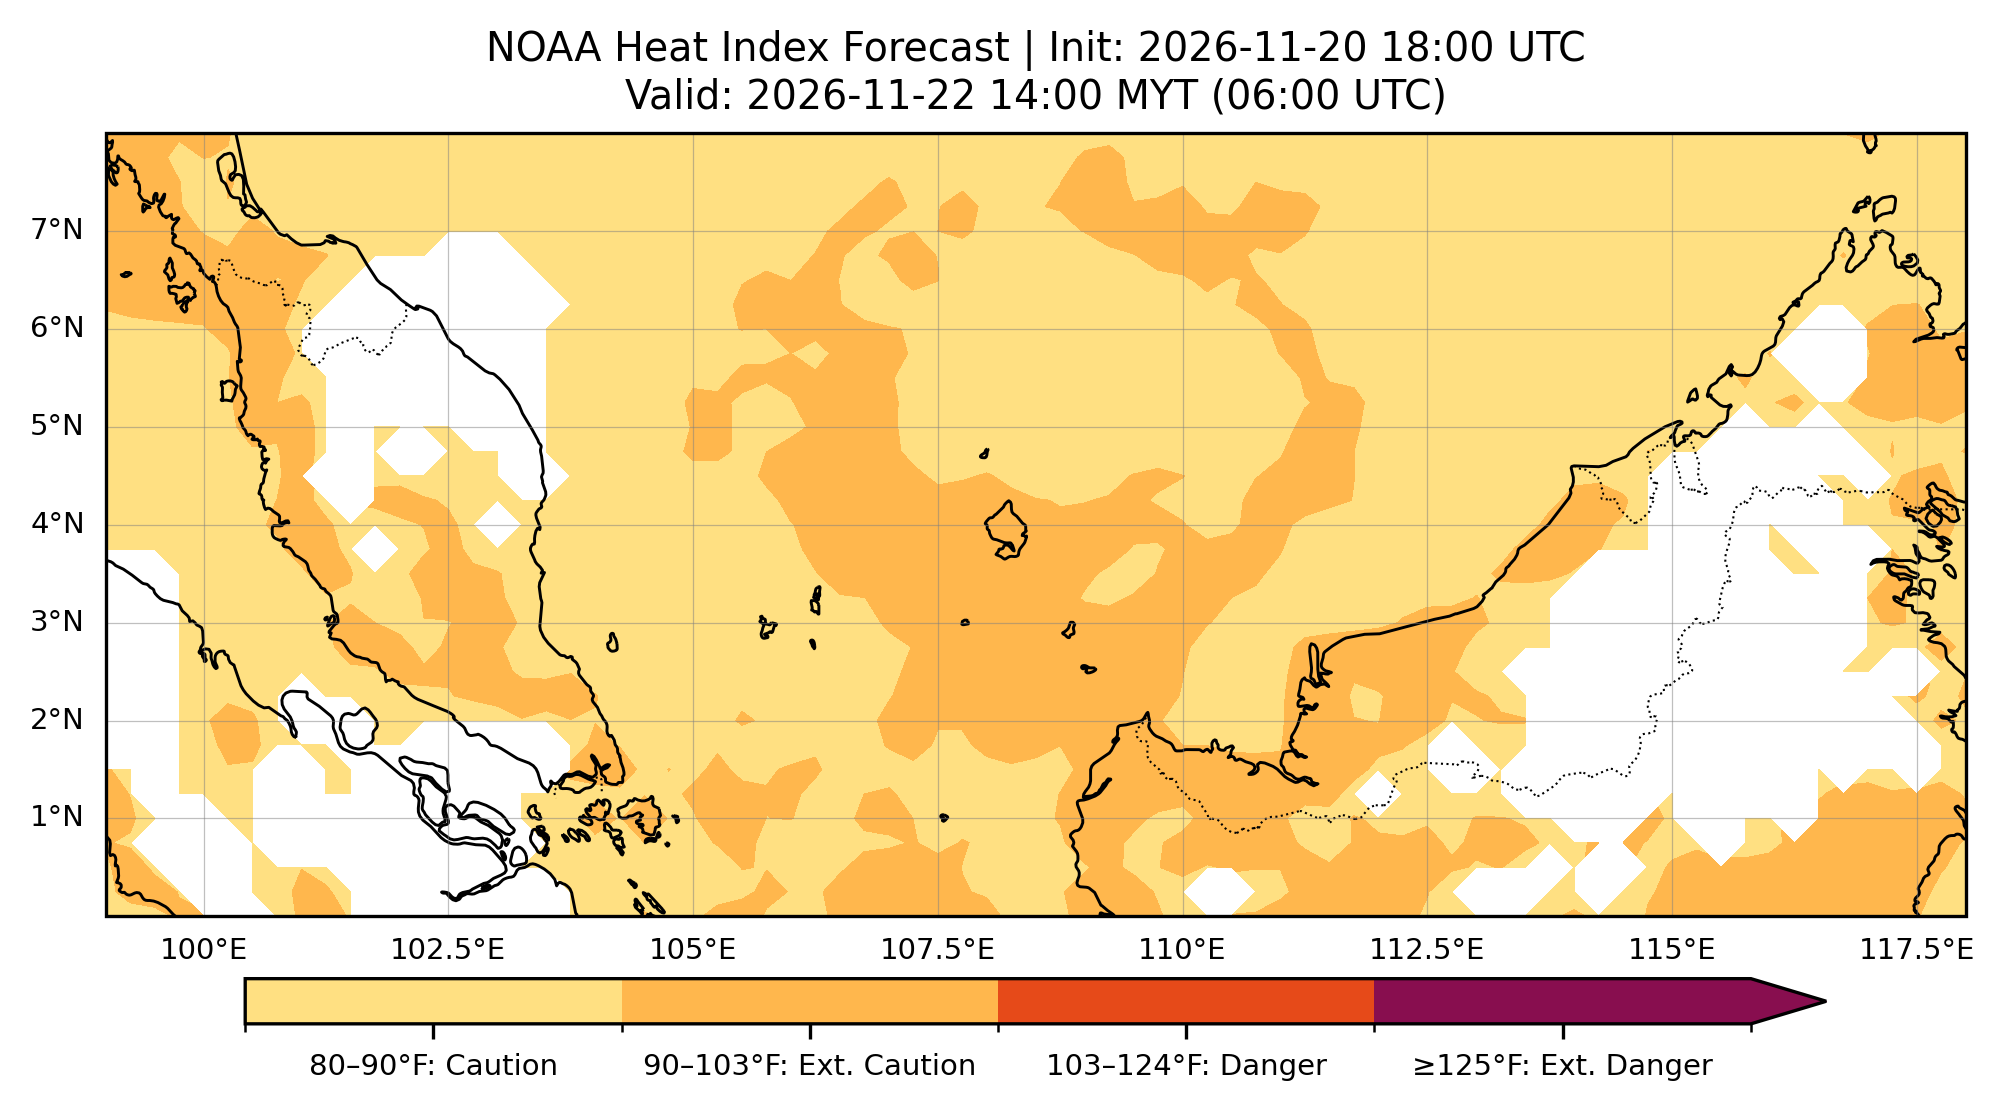 NOAA Heat Index Forecast | Init: 2026-11-20 18:00 UTC
Valid: 2026-11-22 14:00 MYT (06:00 UTC)
7°N
6°N
5°N
4°N
3°N
2°N
1°N
100°E 102.5°E 105°E 107.5°E 110°E 112.5°E 115°E 117.5°E
80–90°F: Caution 90–103°F: Ext. Caution 103–124°F: Danger ≥125°F: Ext. Danger